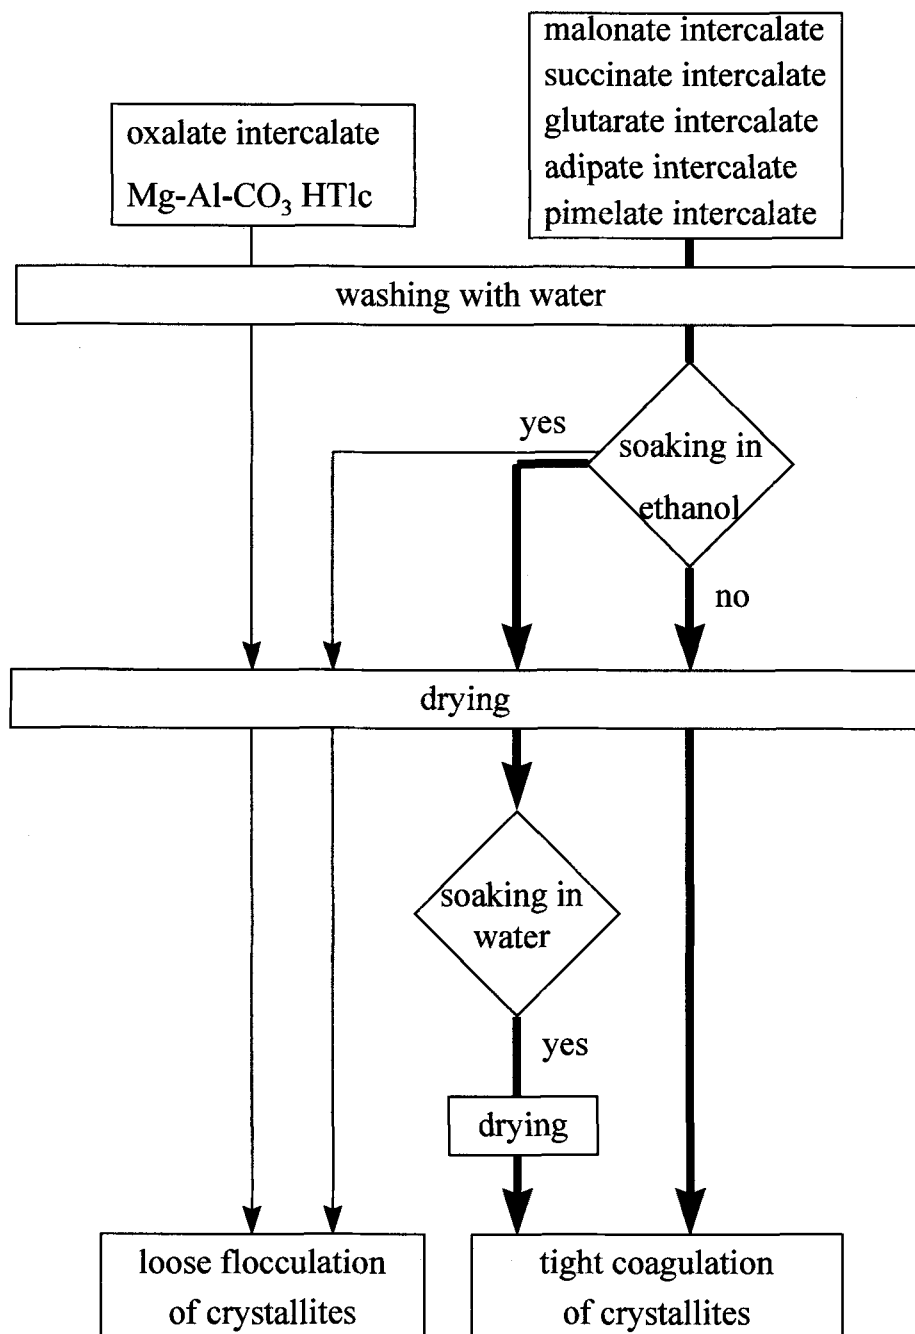 malonate intercalate
succinate intercalate
glutarate intercalate
adipate intercalate
pimelate intercalate
oxalate intercalate
Mg-Al-CO₃ HTlc
washing with water
yes
soaking in
ethanol
no
drying
soaking in
water
yes
drying
loose flocculation
of crystallites
tight coagulation
of crystallites